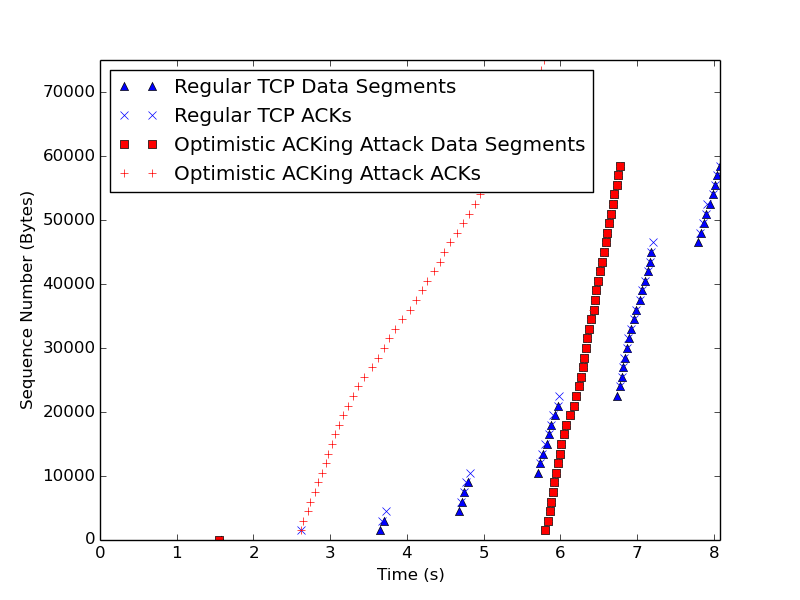 Regular TCP Data Segments
Regular TCP ACKs
Optimistic ACKing Attack Data Segments
Optimistic ACKing Attack ACKs
70000
60000
50000
40000
30000
20000
10000
0
Sequence Number (Bytes)
0 1 2 3 4 5 6 7 8
Time (s)